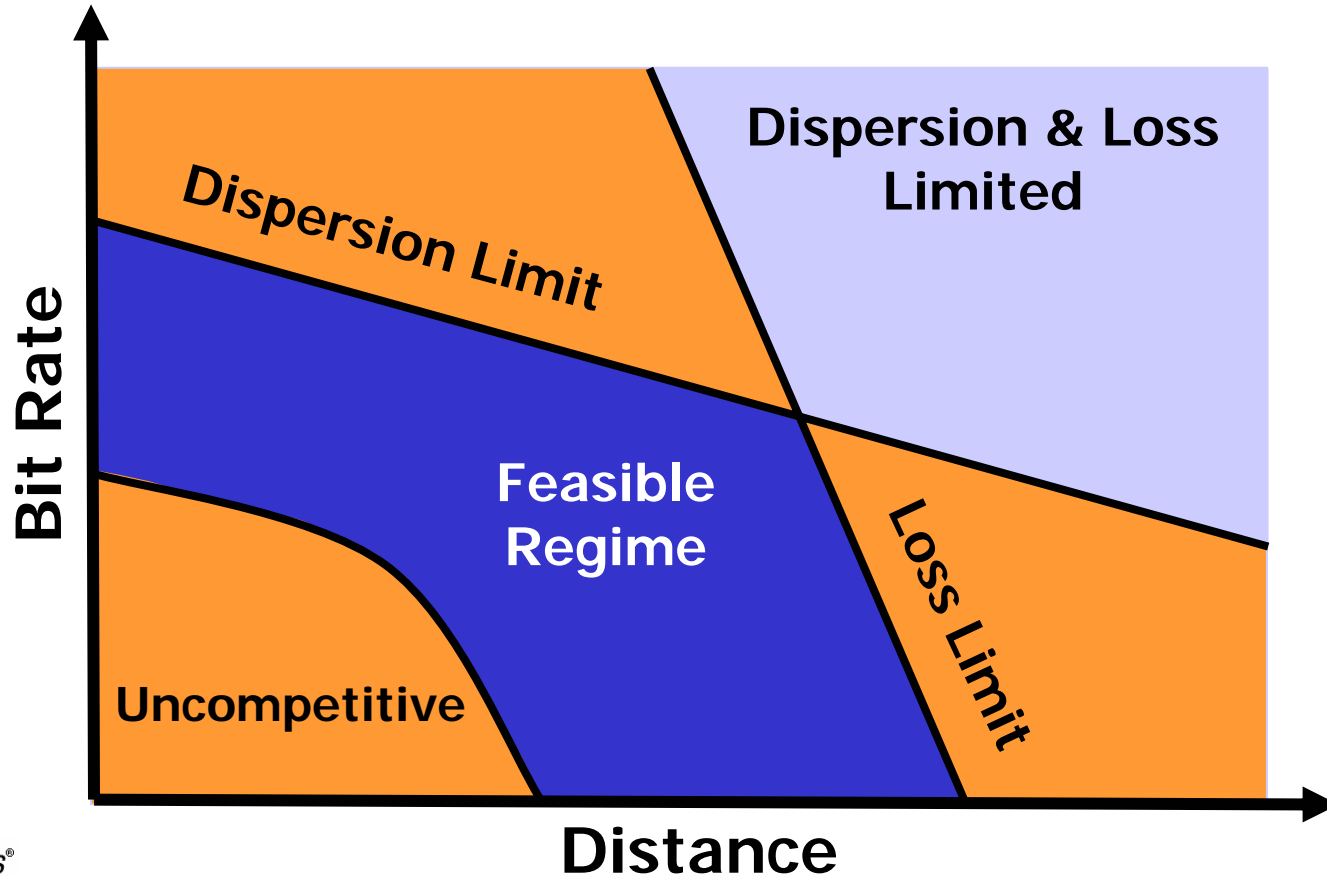 Dispersion & Loss
Limited
Dispersion Limit
Bit Rate
Feasible
Regime
Loss Limit
Uncompetitive
Distance